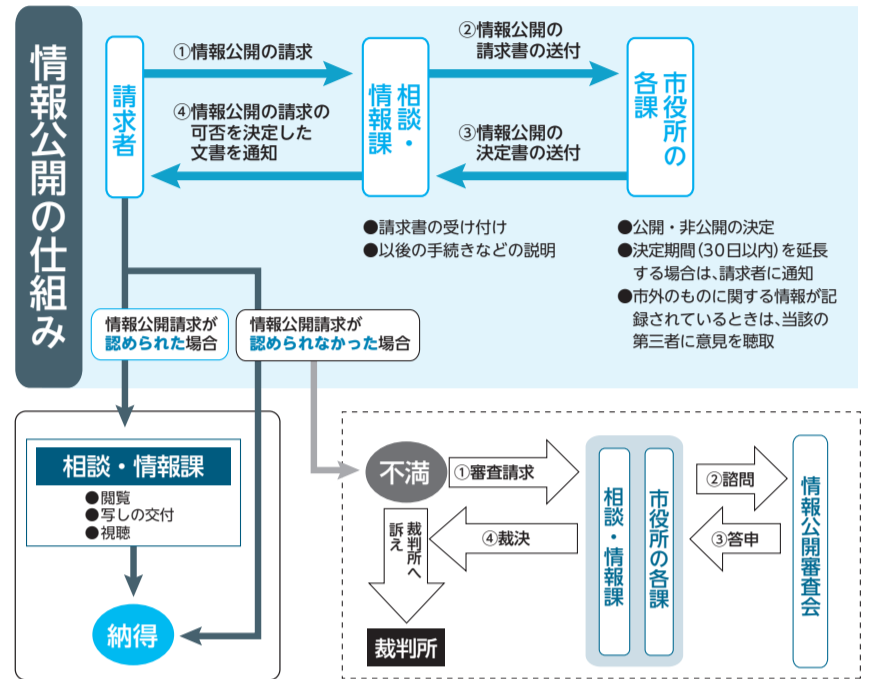 情報公開の仕組み
請求者
①情報公開の請求
相談・
情報課
②情報公開の
請求書の送付
市役所の
各課
④情報公開の請求の
可否を決定した
文書を通知
③情報公開の
決定書の送付
●請求書の受け付け
●以後の手続きなどの説明
●公開・非公開の決定
●決定期間(30日以内)を延長
する場合は、請求者に通知
●市外のものに関する情報が記
録されているときは、当該の
第三者に意見を聴取
情報公開請求が
認められた場合
情報公開請求が
認められなかった場合
相談・情報課
●閲覧
●写しの交付
●視聴
納得
不満
①審査請求
相談・情報課
市役所の各課
②諮問
情報公開審査会
③答申
④裁決
裁判所へ
訴え
裁判所